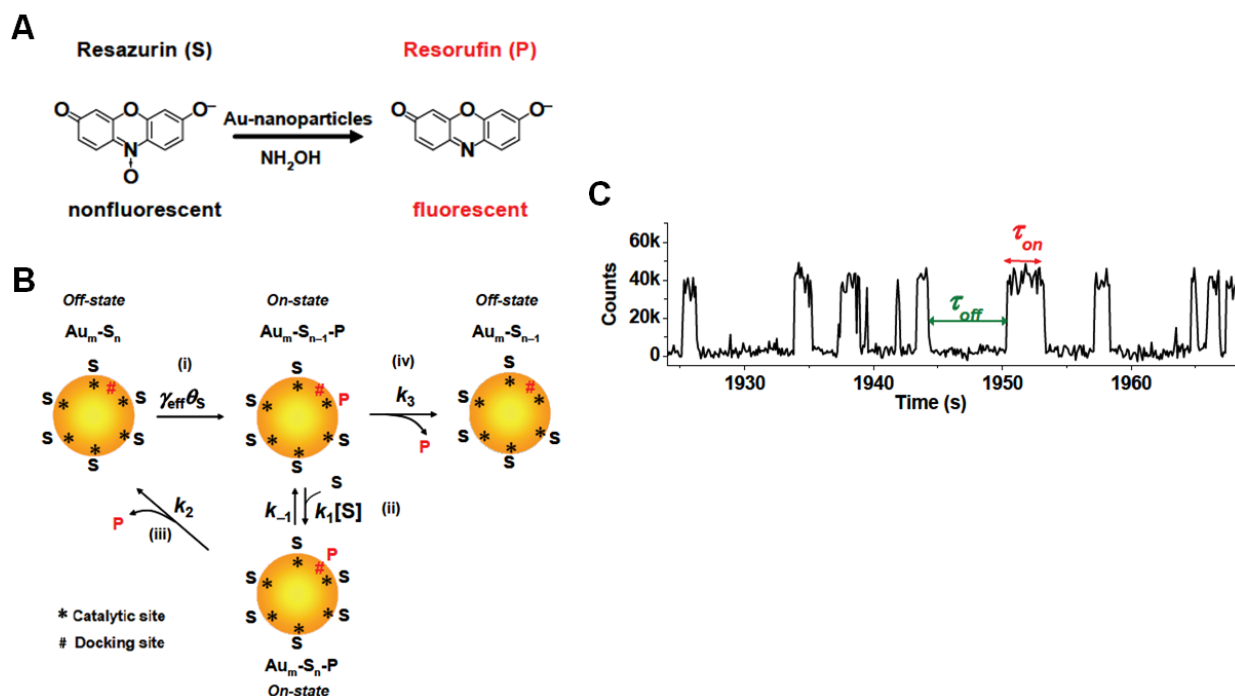 A
Resazurin (S)
Resorufin (P)
O
O
O–
N
O
Au-nanoparticles
NH₂OH
O
O
O–
N
nonfluorescent
fluorescent
B
Off-state
On-state
Off-state
Auₘ-Sₙ
Auₘ-Sₙ₋₁-P
Auₘ-Sₙ₋₁
S
S
S
S
S
S
*
*
*
*
*
*
#
(i)
γeffθS
S
S
S
S
S
P
*
*
*
*
*
*
#
(iv)
k₃
P
S
S
S
S
S
*
*
*
*
*
*
#
k₂
(iii)
P
k₋₁
S
k₁[S]
(ii)
S
S
S
S
S
S
P
*
*
*
*
*
*
#
* Catalytic site
# Docking site
Auₘ-Sₙ-P
On-state
C
Counts
60k
40k
20k
0
τon
τoff
1930
1940
1950
1960
Time (s)